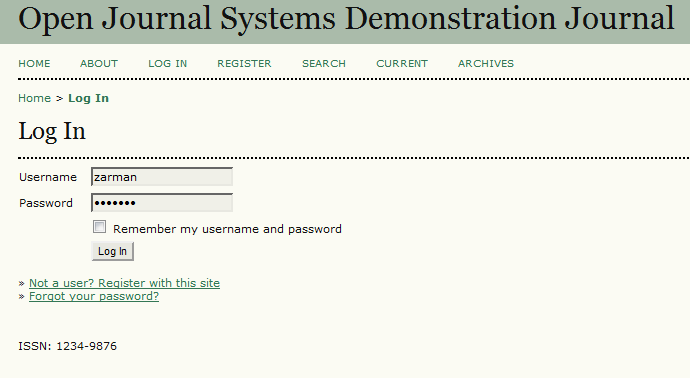 Open Journal Systems Demonstration Journal
HOME ABOUT LOG IN REGISTER SEARCH CURRENT ARCHIVES
Home > Log In
Log In
Username zarman
Password •••••••
Remember my username and password
Log In
» Not a user? Register with this site
» Forgot your password?
ISSN: 1234-9876